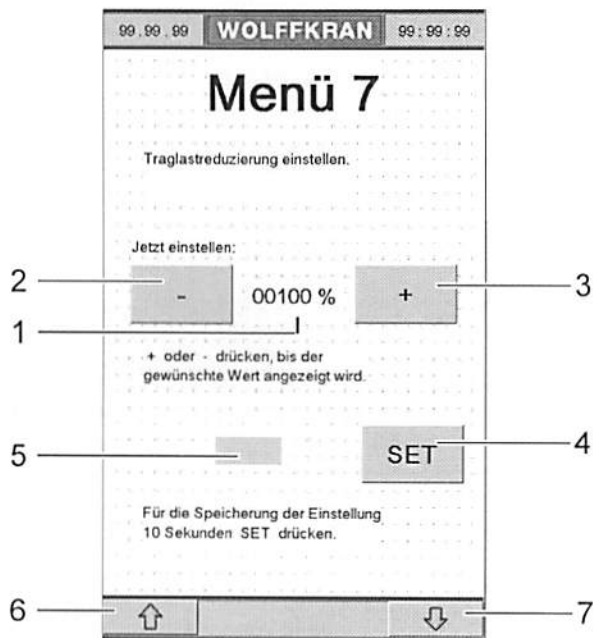 99.99.99 WOLFFKRAN 99:99:99
Menü 7
Traglastreduzierung einstellen.
Jetzt einstellen:
2 - 00100 % + 3
1
+ oder - drücken, bis der
gewünschte Wert angezeigt wird.
5 SET 4
Für die Speicherung der Einstellung
10 Sekunden SET drücken.
6 7